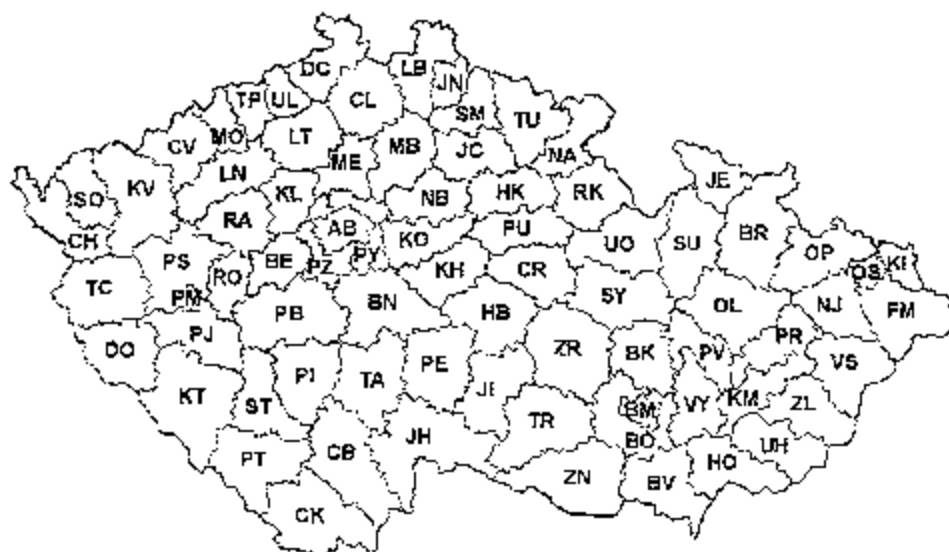 DC
LB
JN
TP
UL
CL
SM
TU
MO
LT
CV
MB
JC
ME
NA
LN
SO
KV
KL
NB
HK
RK
JE
RA
CH
AB
KO
PU
UO
SU
BR
PS
RO
BE
PZ
PY
OP
KI
OS
TC
KH
CR
PM
BN
SY
OL
NJ
FM
PB
HB
DO
PJ
PR
KT
PI
TA
PE
ZR
BK
PV
VS
ST
JI
TR
BM
VY
KM
ZL
PT
CB
JH
BO
UH
HO
ZN
BV
CK